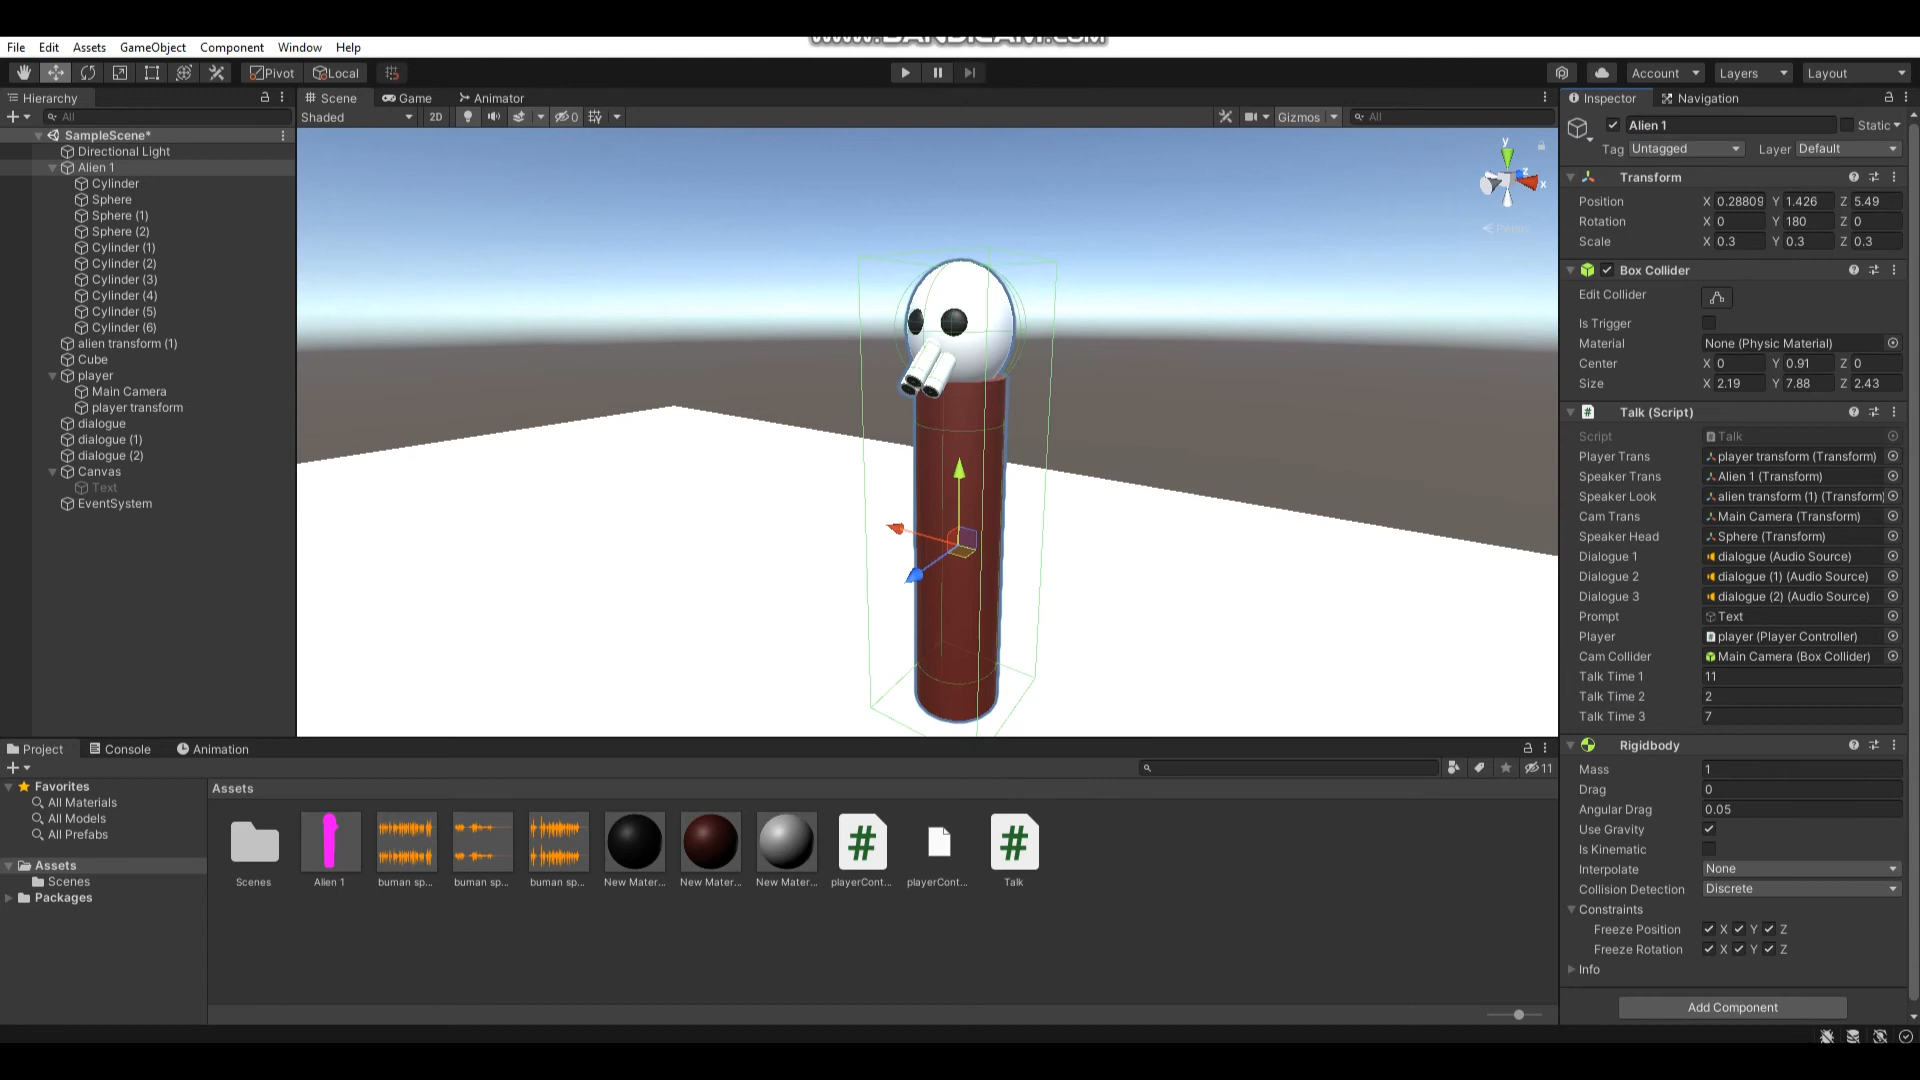 www.BANDICAM.com
File Edit Assets GameObject Component Window Help
Pivot Local Account Layers Layout
Hierarchy
All
SampleScene*
Directional Light
Alien 1
Cylinder
Sphere
Sphere (1)
Sphere (2)
Cylinder (1)
Cylinder (2)
Cylinder (3)
Cylinder (4)
Cylinder (5)
Cylinder (6)
alien transform (1)
Cube
player
Main Camera
player transform
dialogue
dialogue (1)
dialogue (2)
Canvas
Text
EventSystem
Scene Game Animator
Shaded 2D 0 Gizmos All
y
z
x
Persp
Inspector Navigation
Alien 1 Static
Tag Untagged Layer Default
Transform
Position X 0.28809 Y 1.426 Z 5.49
Rotation X 0 Y 180 Z 0
Scale X 0.3 Y 0.3 Z 0.3
Box Collider
Edit Collider
Is Trigger
Material None (Physic Material)
Center X 0 Y 0.91 Z 0
Size X 2.19 Y 7.88 Z 2.43
Talk (Script)
Script Talk
Player Trans player transform (Transform)
Speaker Trans Alien 1 (Transform)
Speaker Look alien transform (1) (Transform)
Cam Trans Main Camera (Transform)
Speaker Head Sphere (Transform)
Dialogue 1 dialogue (Audio Source)
Dialogue 2 dialogue (1) (Audio Source)
Dialogue 3 dialogue (2) (Audio Source)
Prompt Text
Player player (Player Controller)
Cam Collider Main Camera (Box Collider)
Talk Time 1 11
Talk Time 2 2
Talk Time 3 7
Rigidbody
Mass 1
Drag 0
Angular Drag 0.05
Use Gravity
Is Kinematic
Interpolate None
Collision Detection Discrete
Constraints
Freeze Position X Y Z
Freeze Rotation X Y Z
Info
Add Component
Project Console Animation
11
Favorites
All Materials
All Models
All Prefabs
Assets
Scenes
Packages
Assets
Scenes Alien 1 buman sp... buman sp... buman sp... New Mater... New Mater... New Mater... playerCont... playerCont... Talk